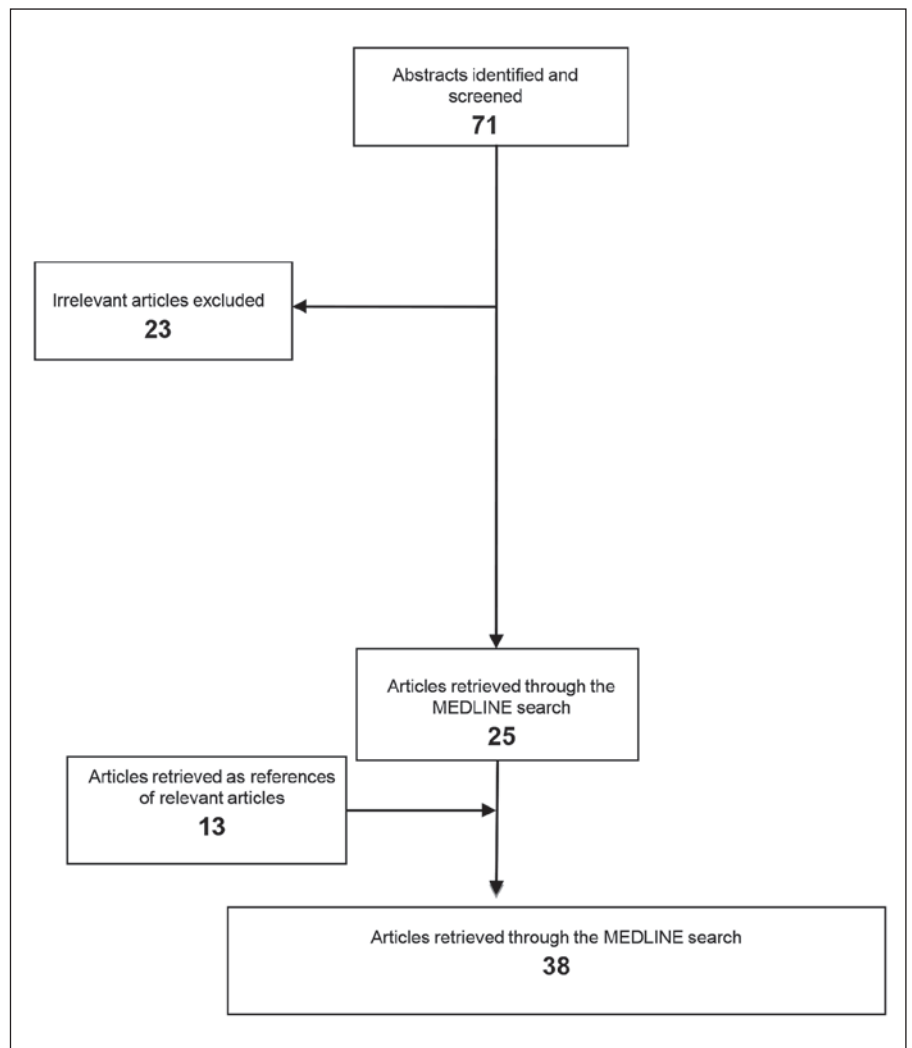 Abstracts identified and
screened
71
Irrelevant articles excluded
23
Articles retrieved through the
MEDLINE search
25
Articles retrieved as references
of relevant articles
13
Articles retrieved through the MEDLINE search
38